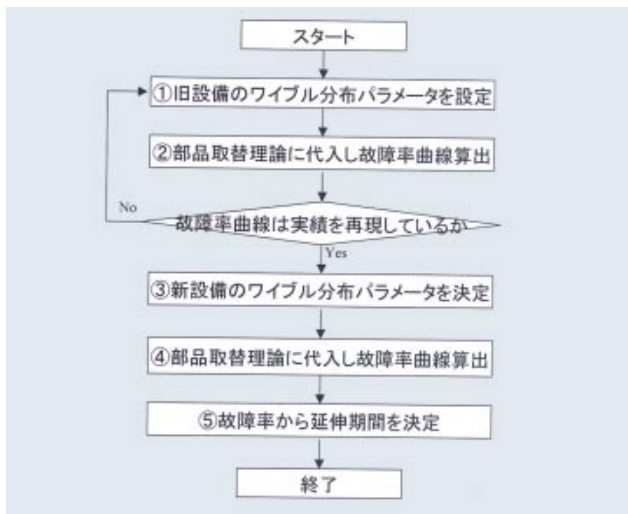 スタート
①旧設備のワイブル分布パラメータを設定
②部品取替理論に代入し故障率曲線算出
No
故障率曲線は実績を再現しているか
Yes
③新設備のワイブル分布パラメータを決定
④部品取替理論に代入し故障率曲線算出
⑤故障率から延伸期間を決定
終了